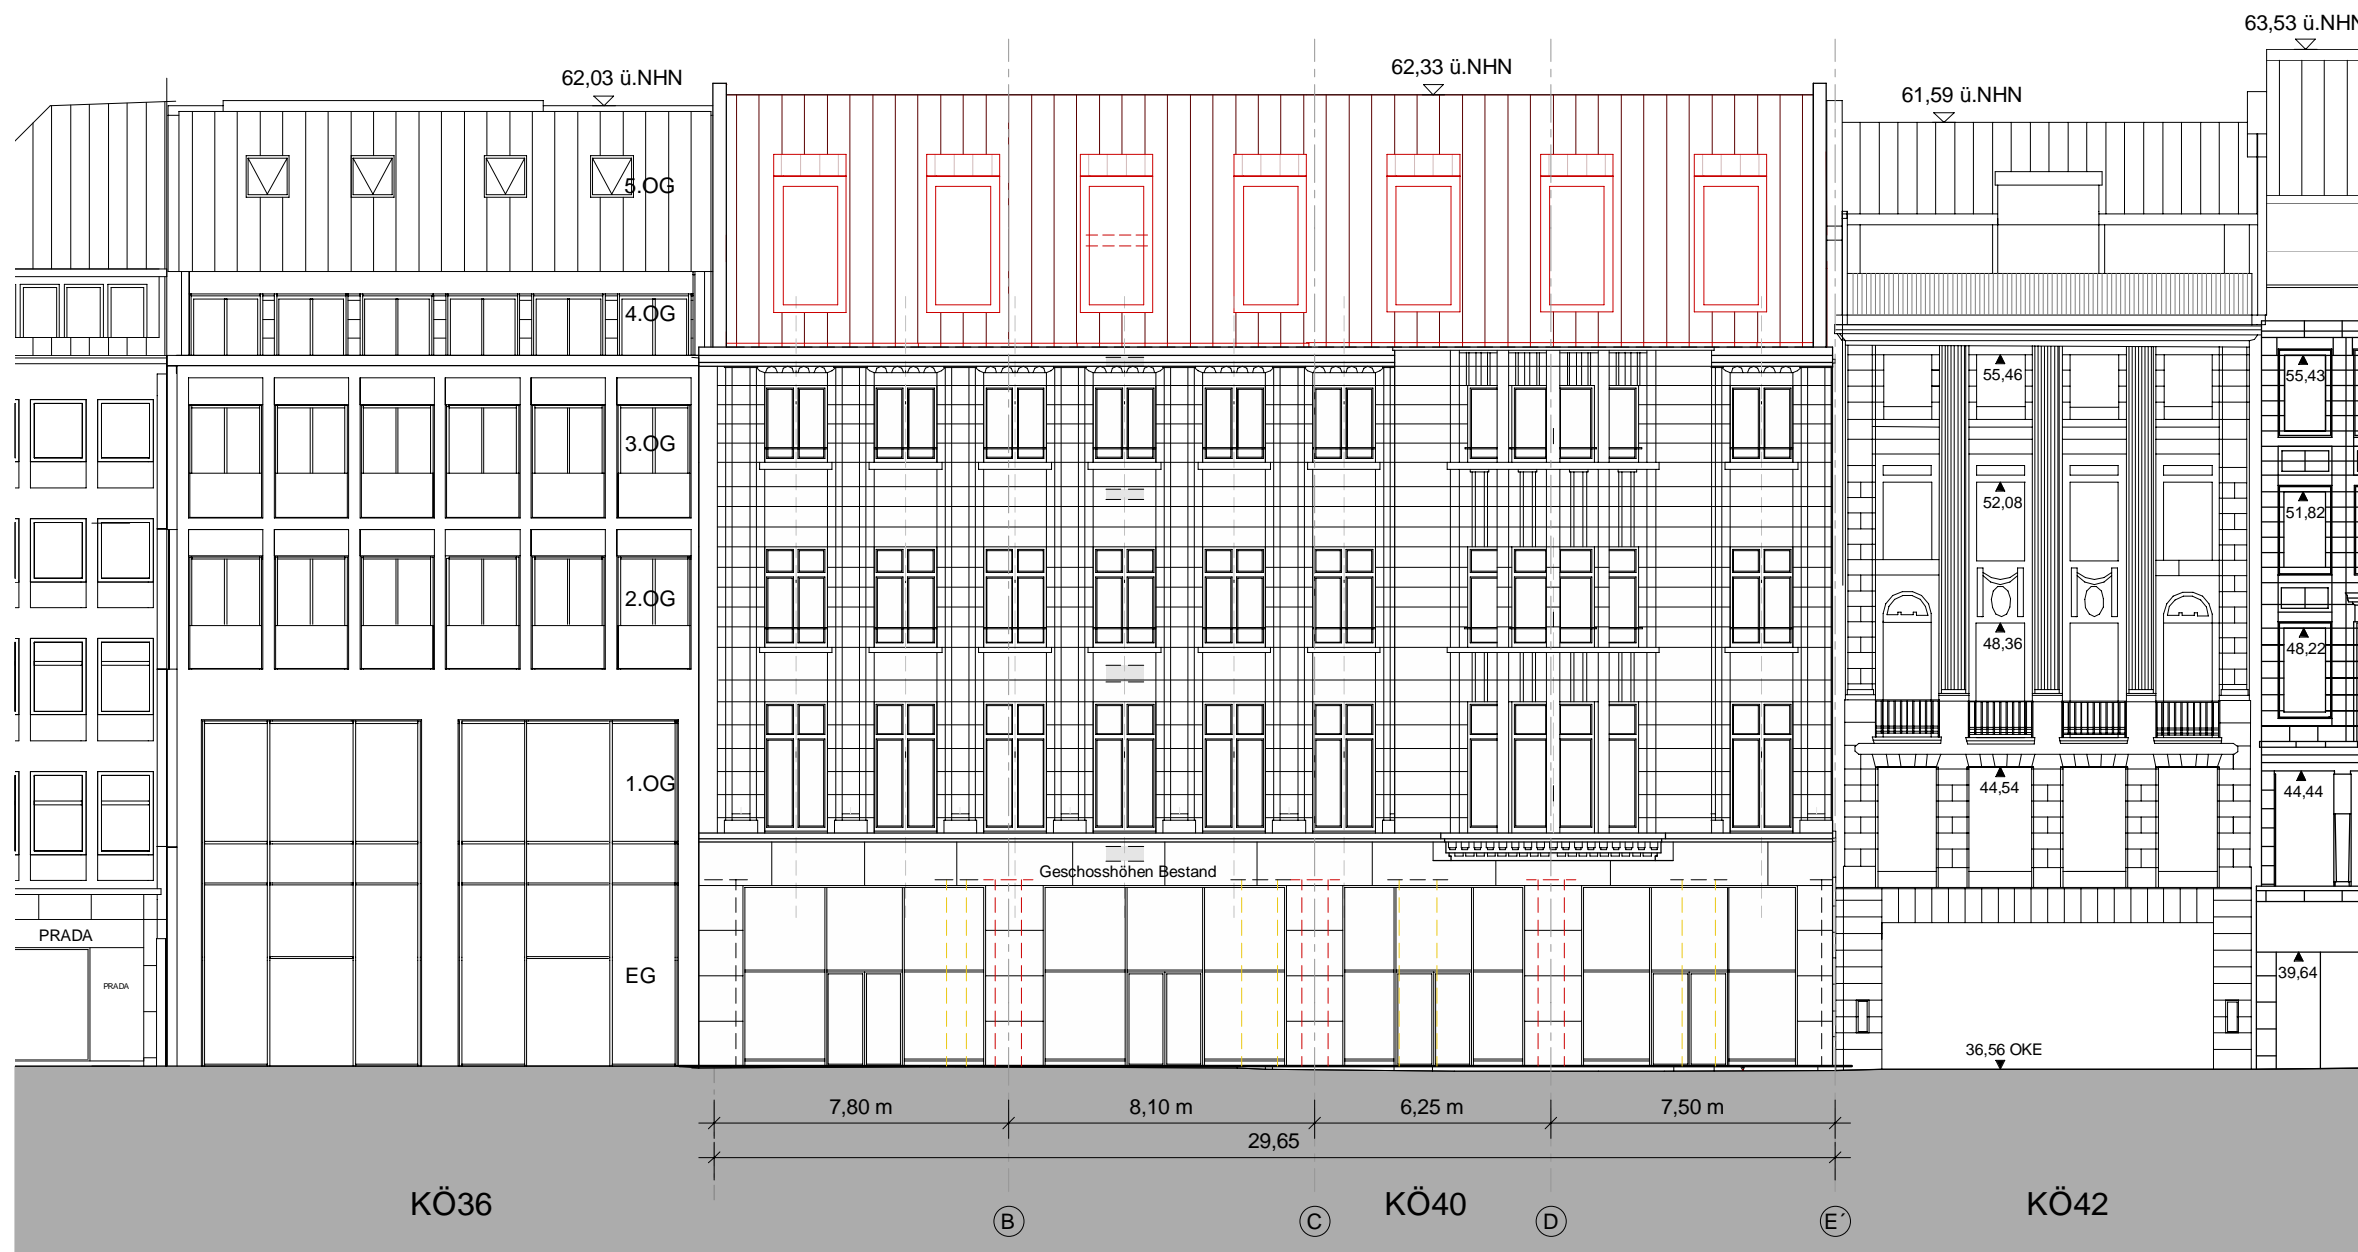 63,53 ü.NHN
62,33 ü.NHN
62,03 ü.NHN
61,59 ü.NHN
5.OG
4.OG
55,46
55,43
3.OG
52,08
51,82
2.OG
48,36
48,22
1.OG
44,54
44,44
Geschosshöhen Bestand
PRADA
EG
39,64
PRADA
36,56 OKE
7,80 m
8,10 m
6,25 m
7,50 m
29,65
KÖ36
KÖ40
KÖ42
B
C
D
E´